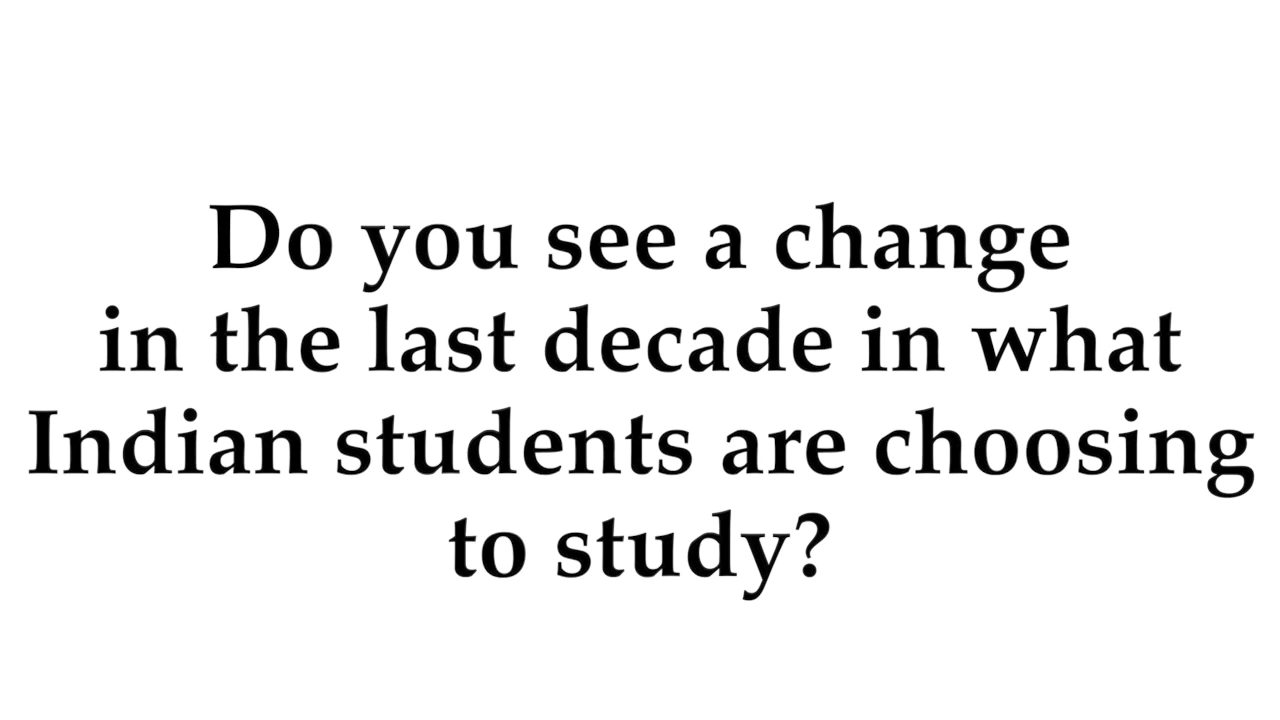 Do you see a change
in the last decade in what
Indian students are choosing
to study?